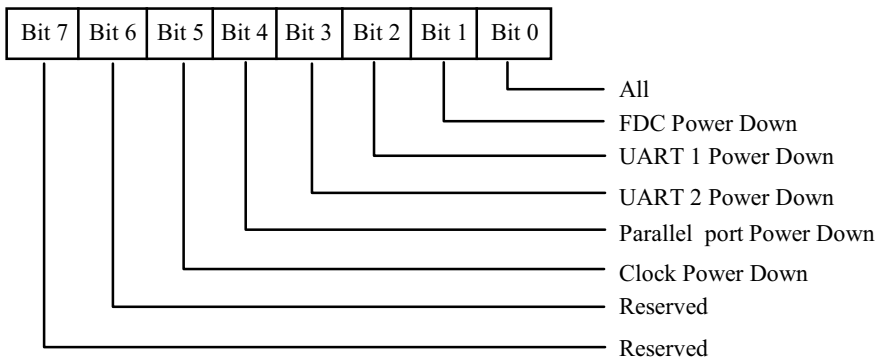 Bit 7 Bit 6 Bit 5 Bit 4 Bit 3 Bit 2 Bit 1 Bit 0
All
FDC Power Down
UART 1 Power Down
UART 2 Power Down
Parallel port Power Down
Clock Power Down
Reserved
Reserved